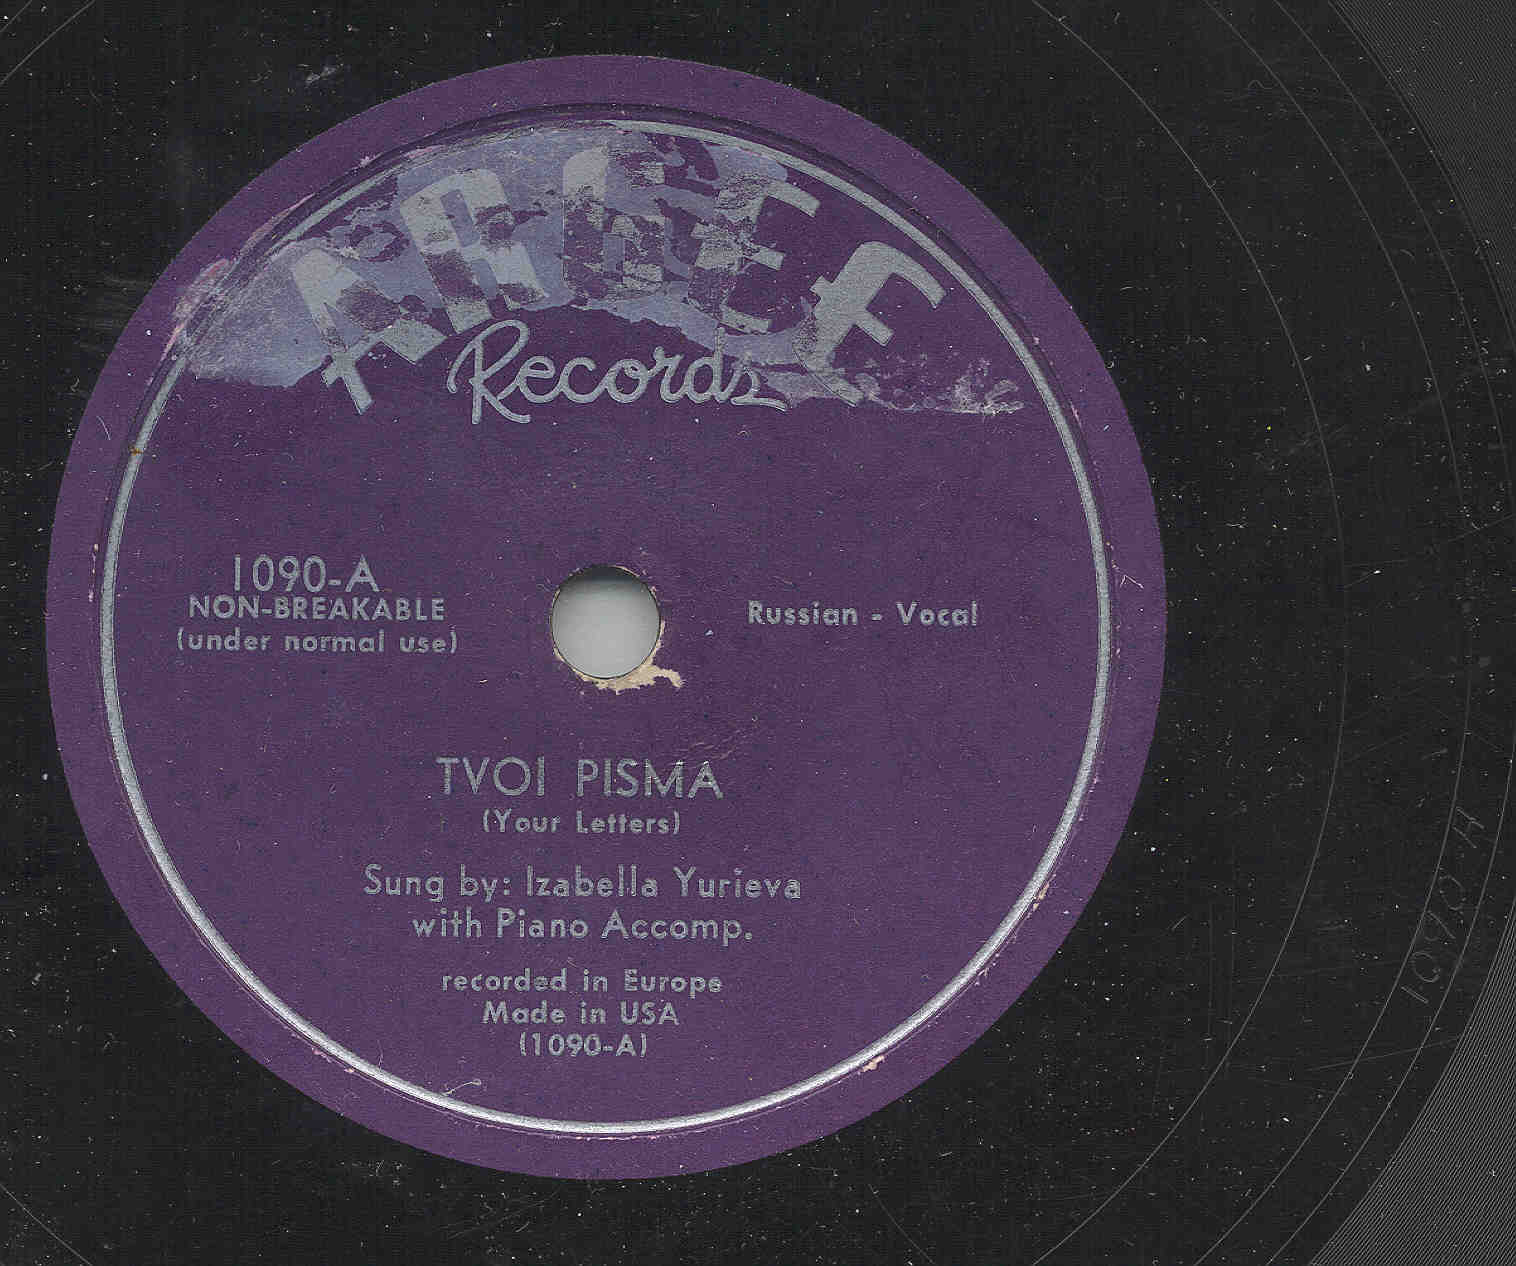 ARGEE
Records
1090-A
NON-BREAKABLE
(under normal use)
Russian - Vocal
TVOI PISMA
(Your Letters)
Sung by: Izabella Yurieva
with Piano Accomp.
recorded in Europe
Made in USA
(1090-A)